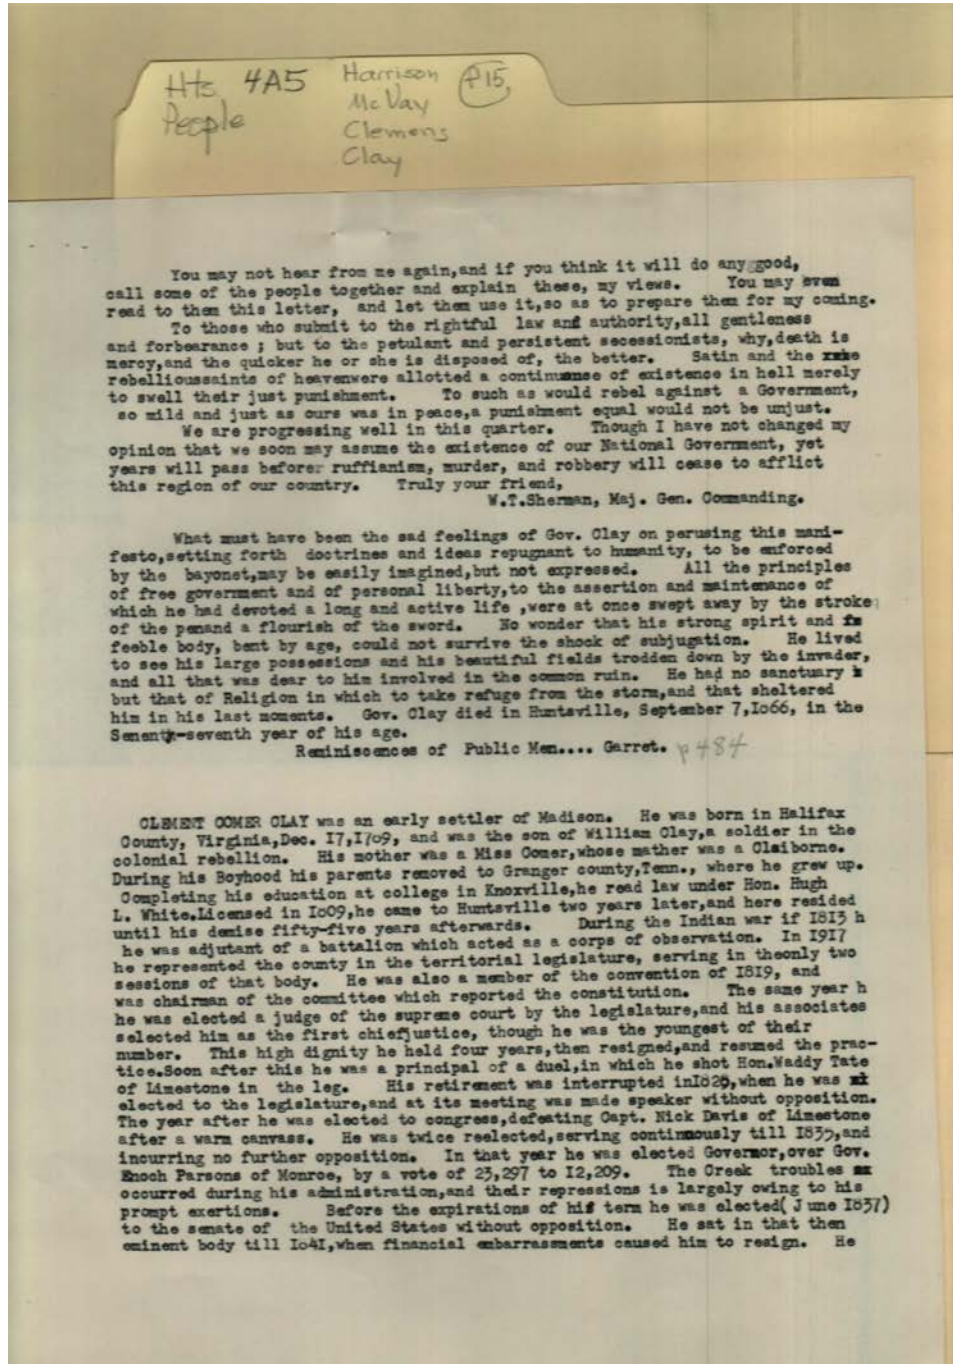 Hts 4A5 Harrison P15
McVay
People Clemens
Clay
You may not hear from me again,and if you think it will do any good,
call some of the people together and explain these, my views. You may even
read to them this letter, and let them use it,so as to prepare them for my coming.
To those who submit to the rightful law and authority,all gentleness
and forbearance ; but to the petulant and persistent secessionists, why,death is
mercy,and the quicker he or she is disposed of, the better. Satin and the
rebellioussaints of heavenwere allotted a continuanse of existence in hell merely
to swell their just punishment. To such as would rebel against a Government,
so mild and just as ours was in peace,a punishment equal would not be unjust.
We are progressing well in this quarter. Though I have not changed my
opinion that we soon may assume the existence of our National Government, yet
years will pass before ruffianism, murder, and robbery will cease to afflict
this region of our country. Truly your friend,
W.T.Sherman, Maj. Gen. Commanding.
What must have been the sad feelings of Gov. Clay on perusing this mani-
festo,setting forth doctrines and ideas repugnant to humanity, to be enforced
by the bayonet,may be easily imagined,but not expressed. All the principles
of free government and of personal liberty,to the assertion and maintenance of
which he had devoted a long and active life ,were at once swept away by the stroke
of the penand a flourish of the sword. No wonder that his strong spirit and
feeble body, bent by age, could not survive the shock of subjugation. He lived
to see his large possessions and his beautiful fields trodden down by the invader,
and all that was dear to him involved in the common ruin. He had no sanctuary
but that of Religion in which to take refuge from the storm,and that sheltered
him in his last moments. Gov. Clay died in Huntsville, September 7,Io66, in the
Sementh-seventh year of his age.
Reminiscences of Public Men.... Garret. p 484
CLEMENT COMER CLAY was an early settler of Madison. He was born in Halifax
County, Virginia,Dec. I7,I7o9, and was the son of William Clay,a soldier in the
colonial rebellion. His mother was a Miss Comer,whose mather was a Claiborne.
During his Boyhood his parents removed to Granger county,Tenn., where he grew up.
Completing his education at college in Knoxville,he read law under Hon. Hugh
L. White.Licensed in Io09,he came to Huntsville two years later,and here resided
until his demise fifty-five years afterwards. During the Indian war if I8I3 h
he was adjutant of a battalion which acted as a corps of observation. In I9I7
he represented the county in the territorial legislature, serving in theonly two
sessions of that body. He was also a member of the convention of I8I9, and
was chairman of the committee which reported the constitution. The same year h
he was elected a judge of the supreme court by the legislature,and his associates
selected him as the first chiefjustice, though he was the youngest of their
number. This high dignity he held four years,then resigned,and resumed the prac-
tice.Soon after this he was a principal of a duel,in which he shot Hon.Waddy Tate
of Limestone in the leg. His retirement was interrupted inI828,when he was
elected to the legislature,and at its meeting was made speaker without opposition.
The year after he was elected to congress,defeating Capt. Nick Davis of Limestone
after a warm canvass. He was twice reelected,serving continuously till I835,and
incurring no further opposition. In that year he was elected Governor,over Gov.
Enoch Parsons of Monroe, by a vote of 23,297 to I2,209. The Creek troubles
occurred during his administration,and their repressions is largely owing to his
prompt exertions. Before the expirations of his term he was elected( June I837)
to the senate of the United States without opposition. He sat in that then
eminent body till Io4I,when financial embarrassments caused him to resign. He